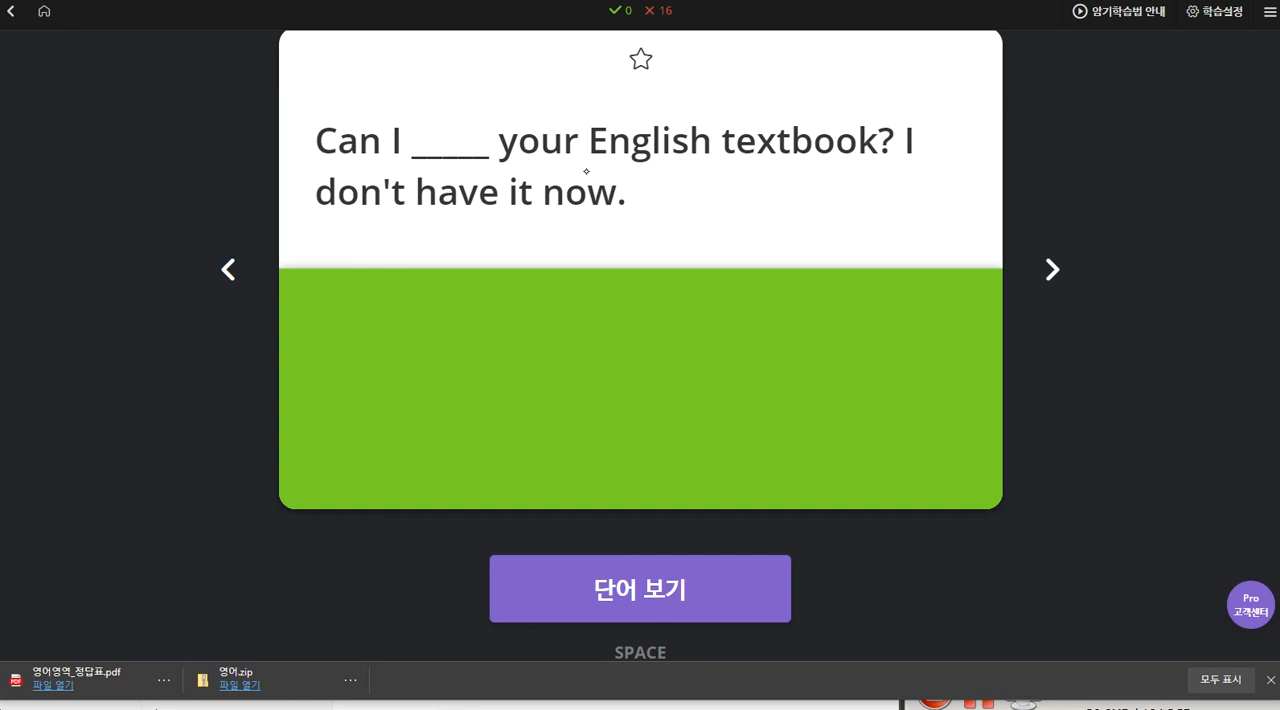 0 16
암기학습법 안내
학습설정
Can I _____ your English textbook? I
don't have it now.
단어 보기
SPACE
Pro
고객센터
영어영역_정답표.pdf
파일 열기
영어.zip
파일 열기
모두 표시